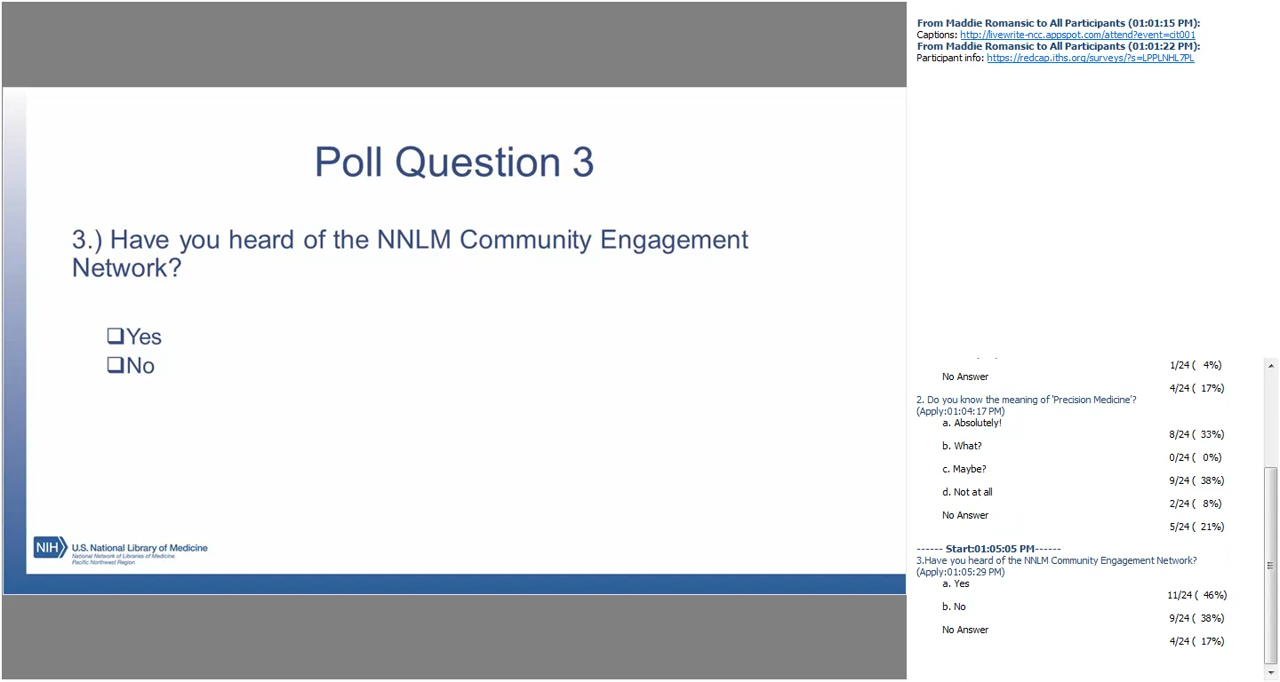 Poll Question 3
3.) Have you heard of the NNLM Community Engagement
Network?
❑Yes
❑No
NIH
U.S. National Library of Medicine
National Network of Libraries of Medicine
Pacific Northwest Region
From Maddie Romansic to All Participants (01:01:15 PM):
Captions: http://livewrite-ncc.appspot.com/attend?event=cit001
From Maddie Romansic to All Participants (01:01:22 PM):
Participant info: https://redcap.iths.org/surveys/?s=LPPLNHL7PL
1/24 ( 4%)
No Answer
4/24 ( 17%)
2. Do you know the meaning of 'Precision Medicine'?
(Apply:01:04:17 PM)
a. Absolutely!
8/24 ( 33%)
b. What?
0/24 ( 0%)
c. Maybe?
9/24 ( 38%)
d. Not at all
2/24 ( 8%)
No Answer
5/24 ( 21%)
------ Start:01:05:05 PM------
3.Have you heard of the NNLM Community Engagement Network?
(Apply:01:05:29 PM)
a. Yes
11/24 ( 46%)
b. No
9/24 ( 38%)
No Answer
4/24 ( 17%)